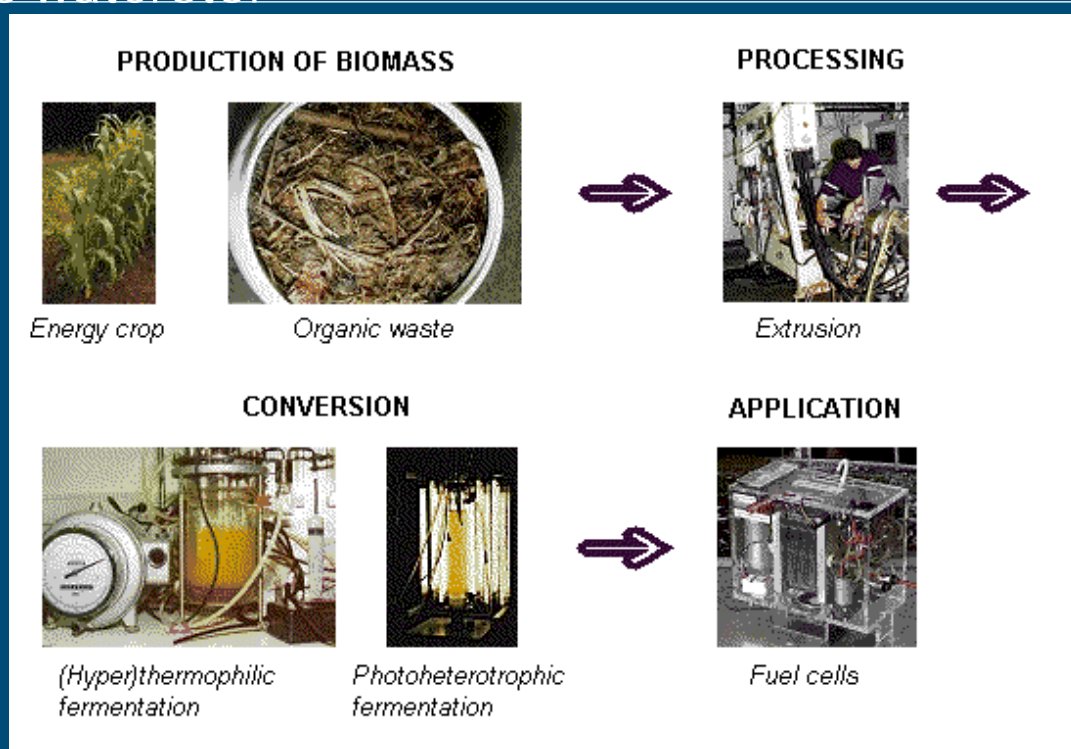 PRODUCTION OF BIOMASS
PROCESSING
Energy crop
Organic waste
Extrusion
CONVERSION
APPLICATION
(Hyper)thermophilic
fermentation
Photoheterotrophic
fermentation
Fuel cells